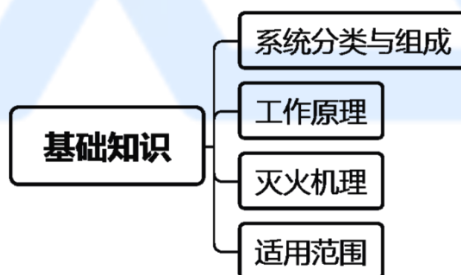 系统分类与组成
工作原理
基础知识
灭火机理
适用范围